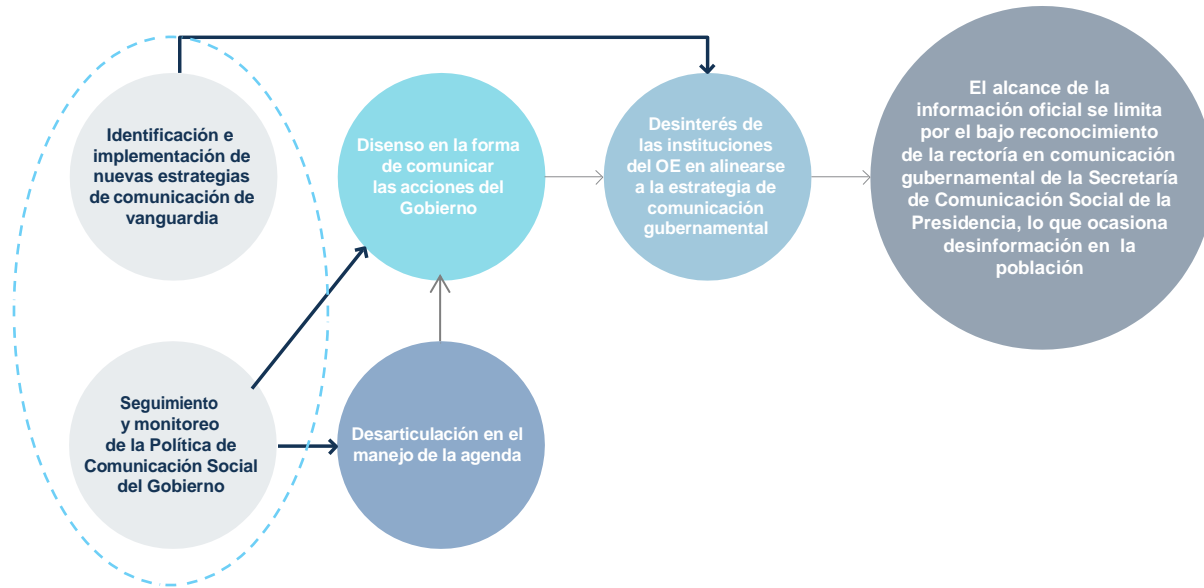 Identificación e
implementación de
nuevas estrategias
de comunicación de
vanguardia
Disenso en la forma
de comunicar
las acciones del
Gobierno
Desinterés de
las instituciones
del OE en alinearse
a la estrategia de
comunicación
gubernamental
El alcance de la
información oficial se limita
por el bajo reconocimiento
de la rectoría en comunicación
gubernamental de la Secretaría
de Comunicación Social de la
Presidencia, lo que ocasiona
desinformación en la
población
Seguimiento
y monitoreo
de la Política de
Comunicación Social
del Gobierno
Desarticulación en el
manejo de la agenda